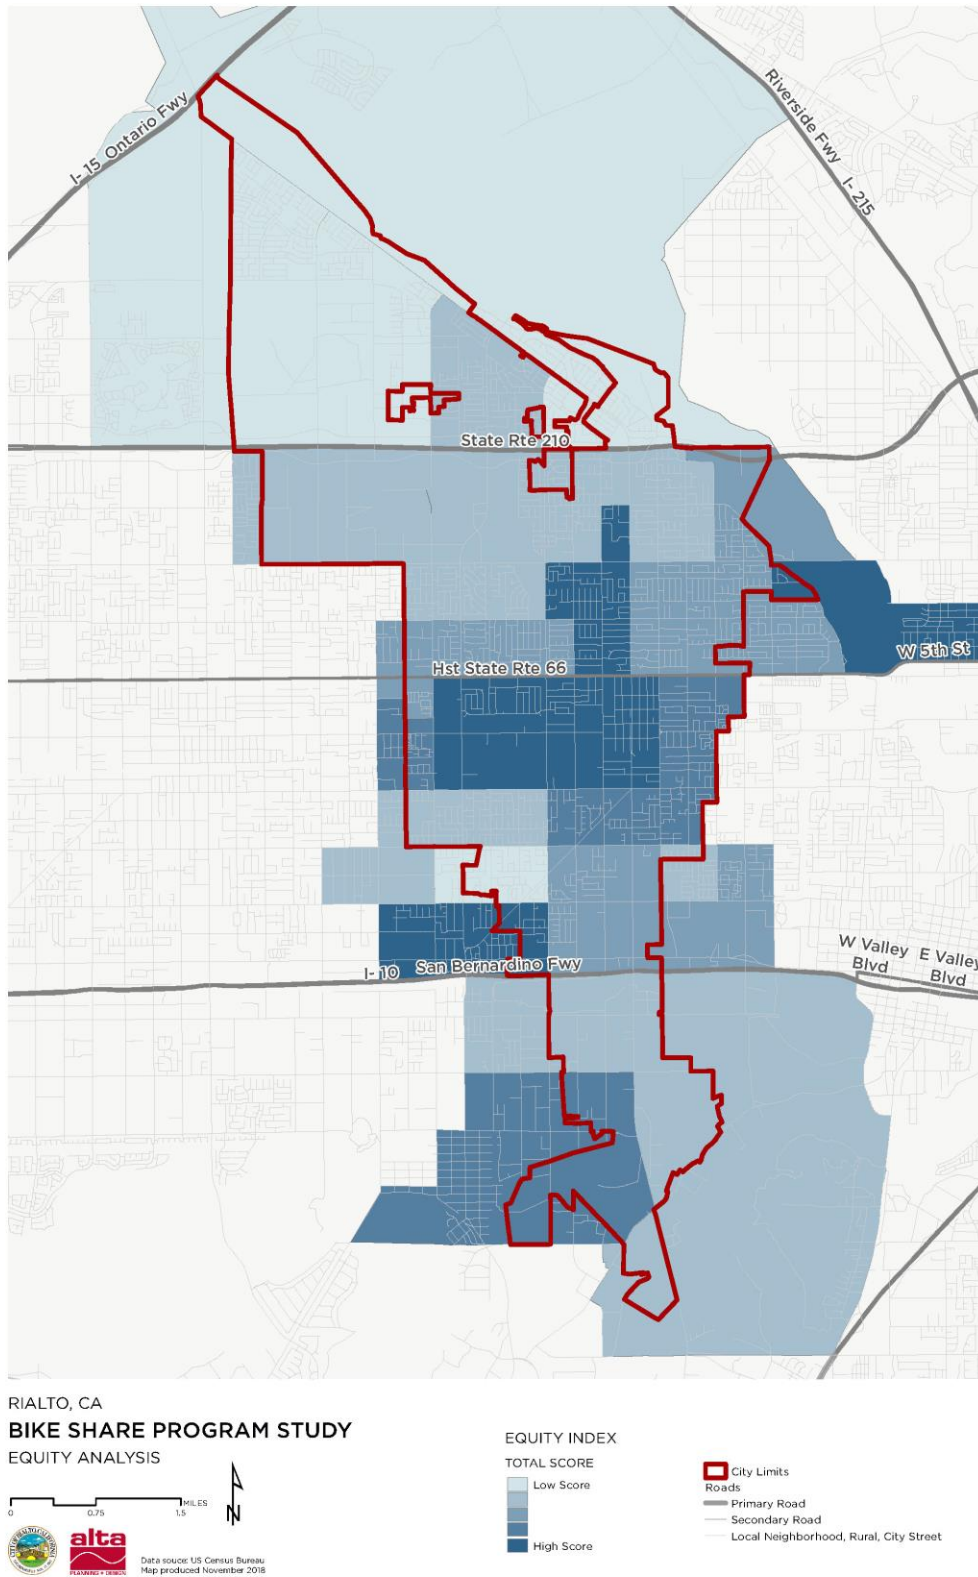 I- 15 Ontario Fwy
Riverside Fwy I- 215
State Rte 210
W 5th St
Hst State Rte 66
W Valley Blvd
E Valley Blvd
I- 10 San Bernardino Fwy
RIALTO, CA
BIKE SHARE PROGRAM STUDY
EQUITY ANALYSIS
0 0.75 1.5 MILES
N
alta
PLANNING + DESIGN
Data souce: US Census Bureau
Map produced November 2018
EQUITY INDEX
TOTAL SCORE
Low Score
High Score
City Limits
Roads
Primary Road
Secondary Road
Local Neighborhood, Rural, City Street